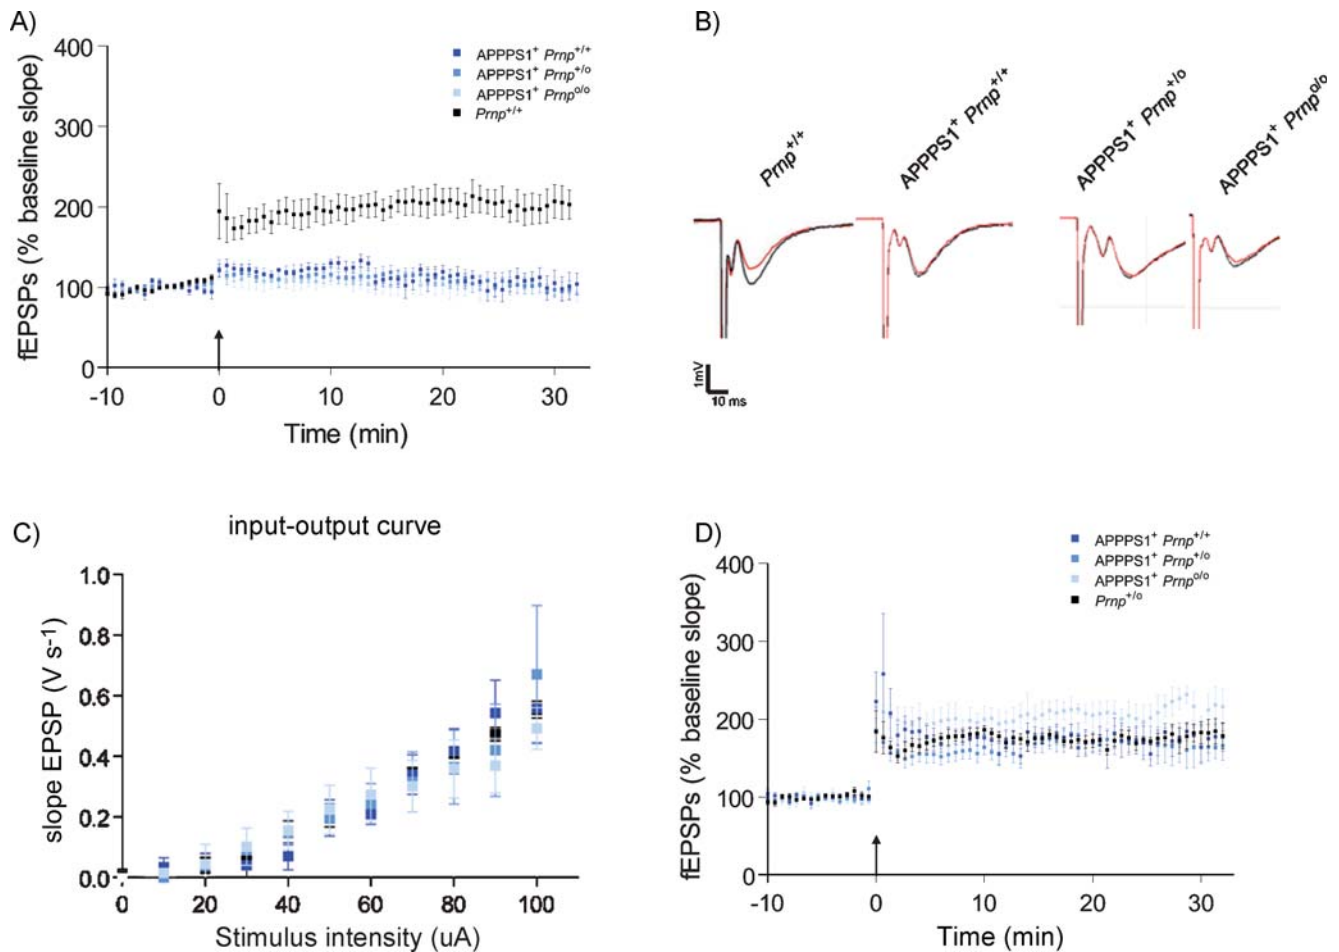 A)
400
300
200
100
0
fEPSPs (% baseline slope)
-10 0 10 20 30
Time (min)
APPPS1⁺ Prnp⁺/⁺
APPPS1⁺ Prnp⁺/ᵒ
APPPS1⁺ Prnpᵒ/ᵒ
Prnp⁺/⁺
B)
Prnp⁺/⁺
APPPS1⁺ Prnp⁺/⁺
APPPS1⁺ Prnp⁺/ᵒ
APPPS1⁺ Prnpᵒ/ᵒ
1mV
10 ms
C)
input-output curve
1.0
0.8
0.6
0.4
0.2
0.0
slope EPSP (V s⁻¹)
0 20 40 60 80 100
Stimulus intensity (uA)
D)
400
300
200
100
0
fEPSPs (% baseline slope)
-10 0 10 20 30
Time (min)
APPPS1⁺ Prnp⁺/⁺
APPPS1⁺ Prnp⁺/ᵒ
APPPS1⁺ Prnpᵒ/ᵒ
Prnp⁺/ᵒ